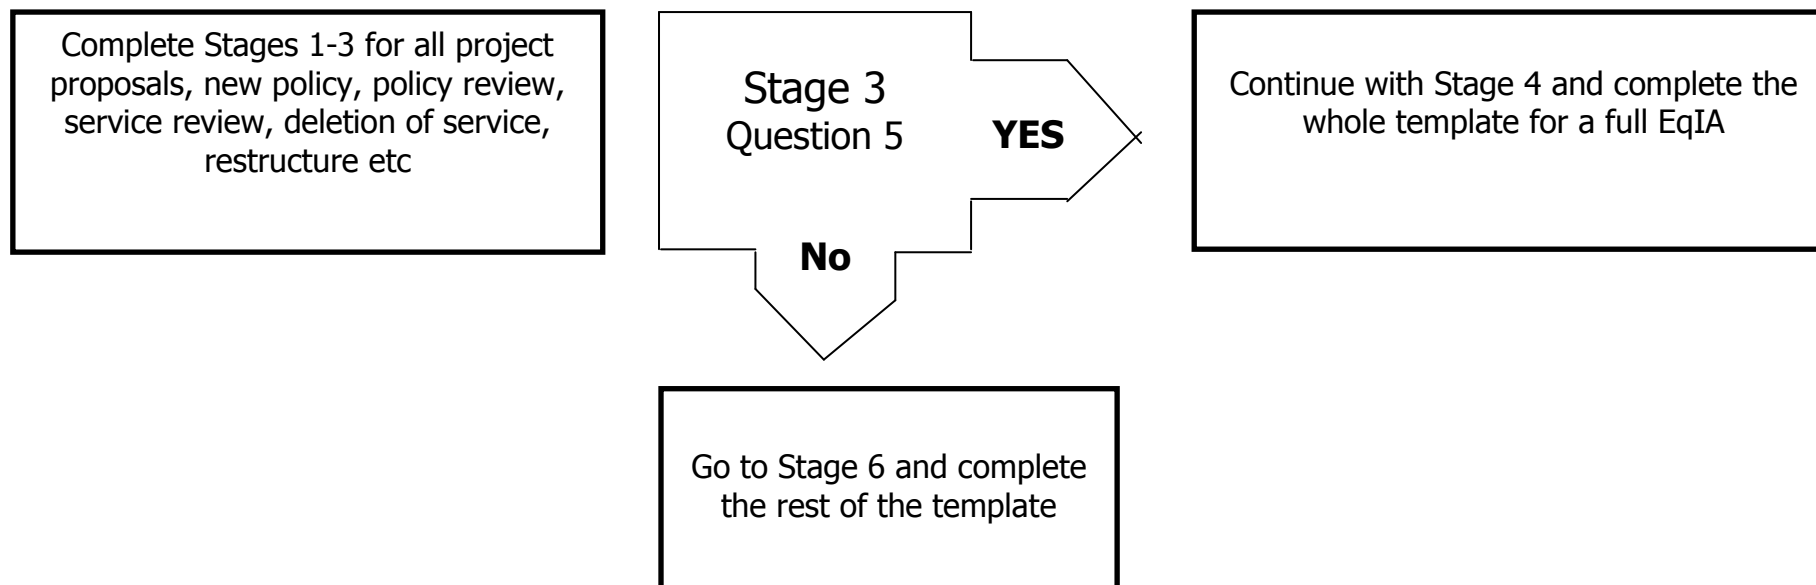 Complete Stages 1-3 for all project
proposals, new policy, policy review,
service review, deletion of service,
restructure etc
Stage 3
Question 5
YES
No
Continue with Stage 4 and complete the
whole template for a full EqIA
Go to Stage 6 and complete
the rest of the template